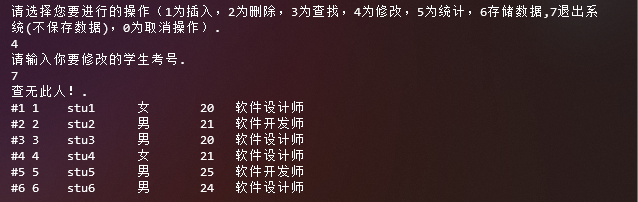 请选择您要进行的操作（1为插入，2为删除，3为查找，4为修改，5为统计，6存储数据,7退出系
统(不保存数据)，0为取消操作）.
4
请输入你要修改的学生考号.
7
查无此人！.
#1 1 stu1 女 20 软件设计师
#2 2 stu2 男 21 软件开发师
#3 3 stu3 男 20 软件设计师
#4 4 stu4 女 21 软件设计师
#5 5 stu5 男 25 软件开发师
#6 6 stu6 男 24 软件设计师